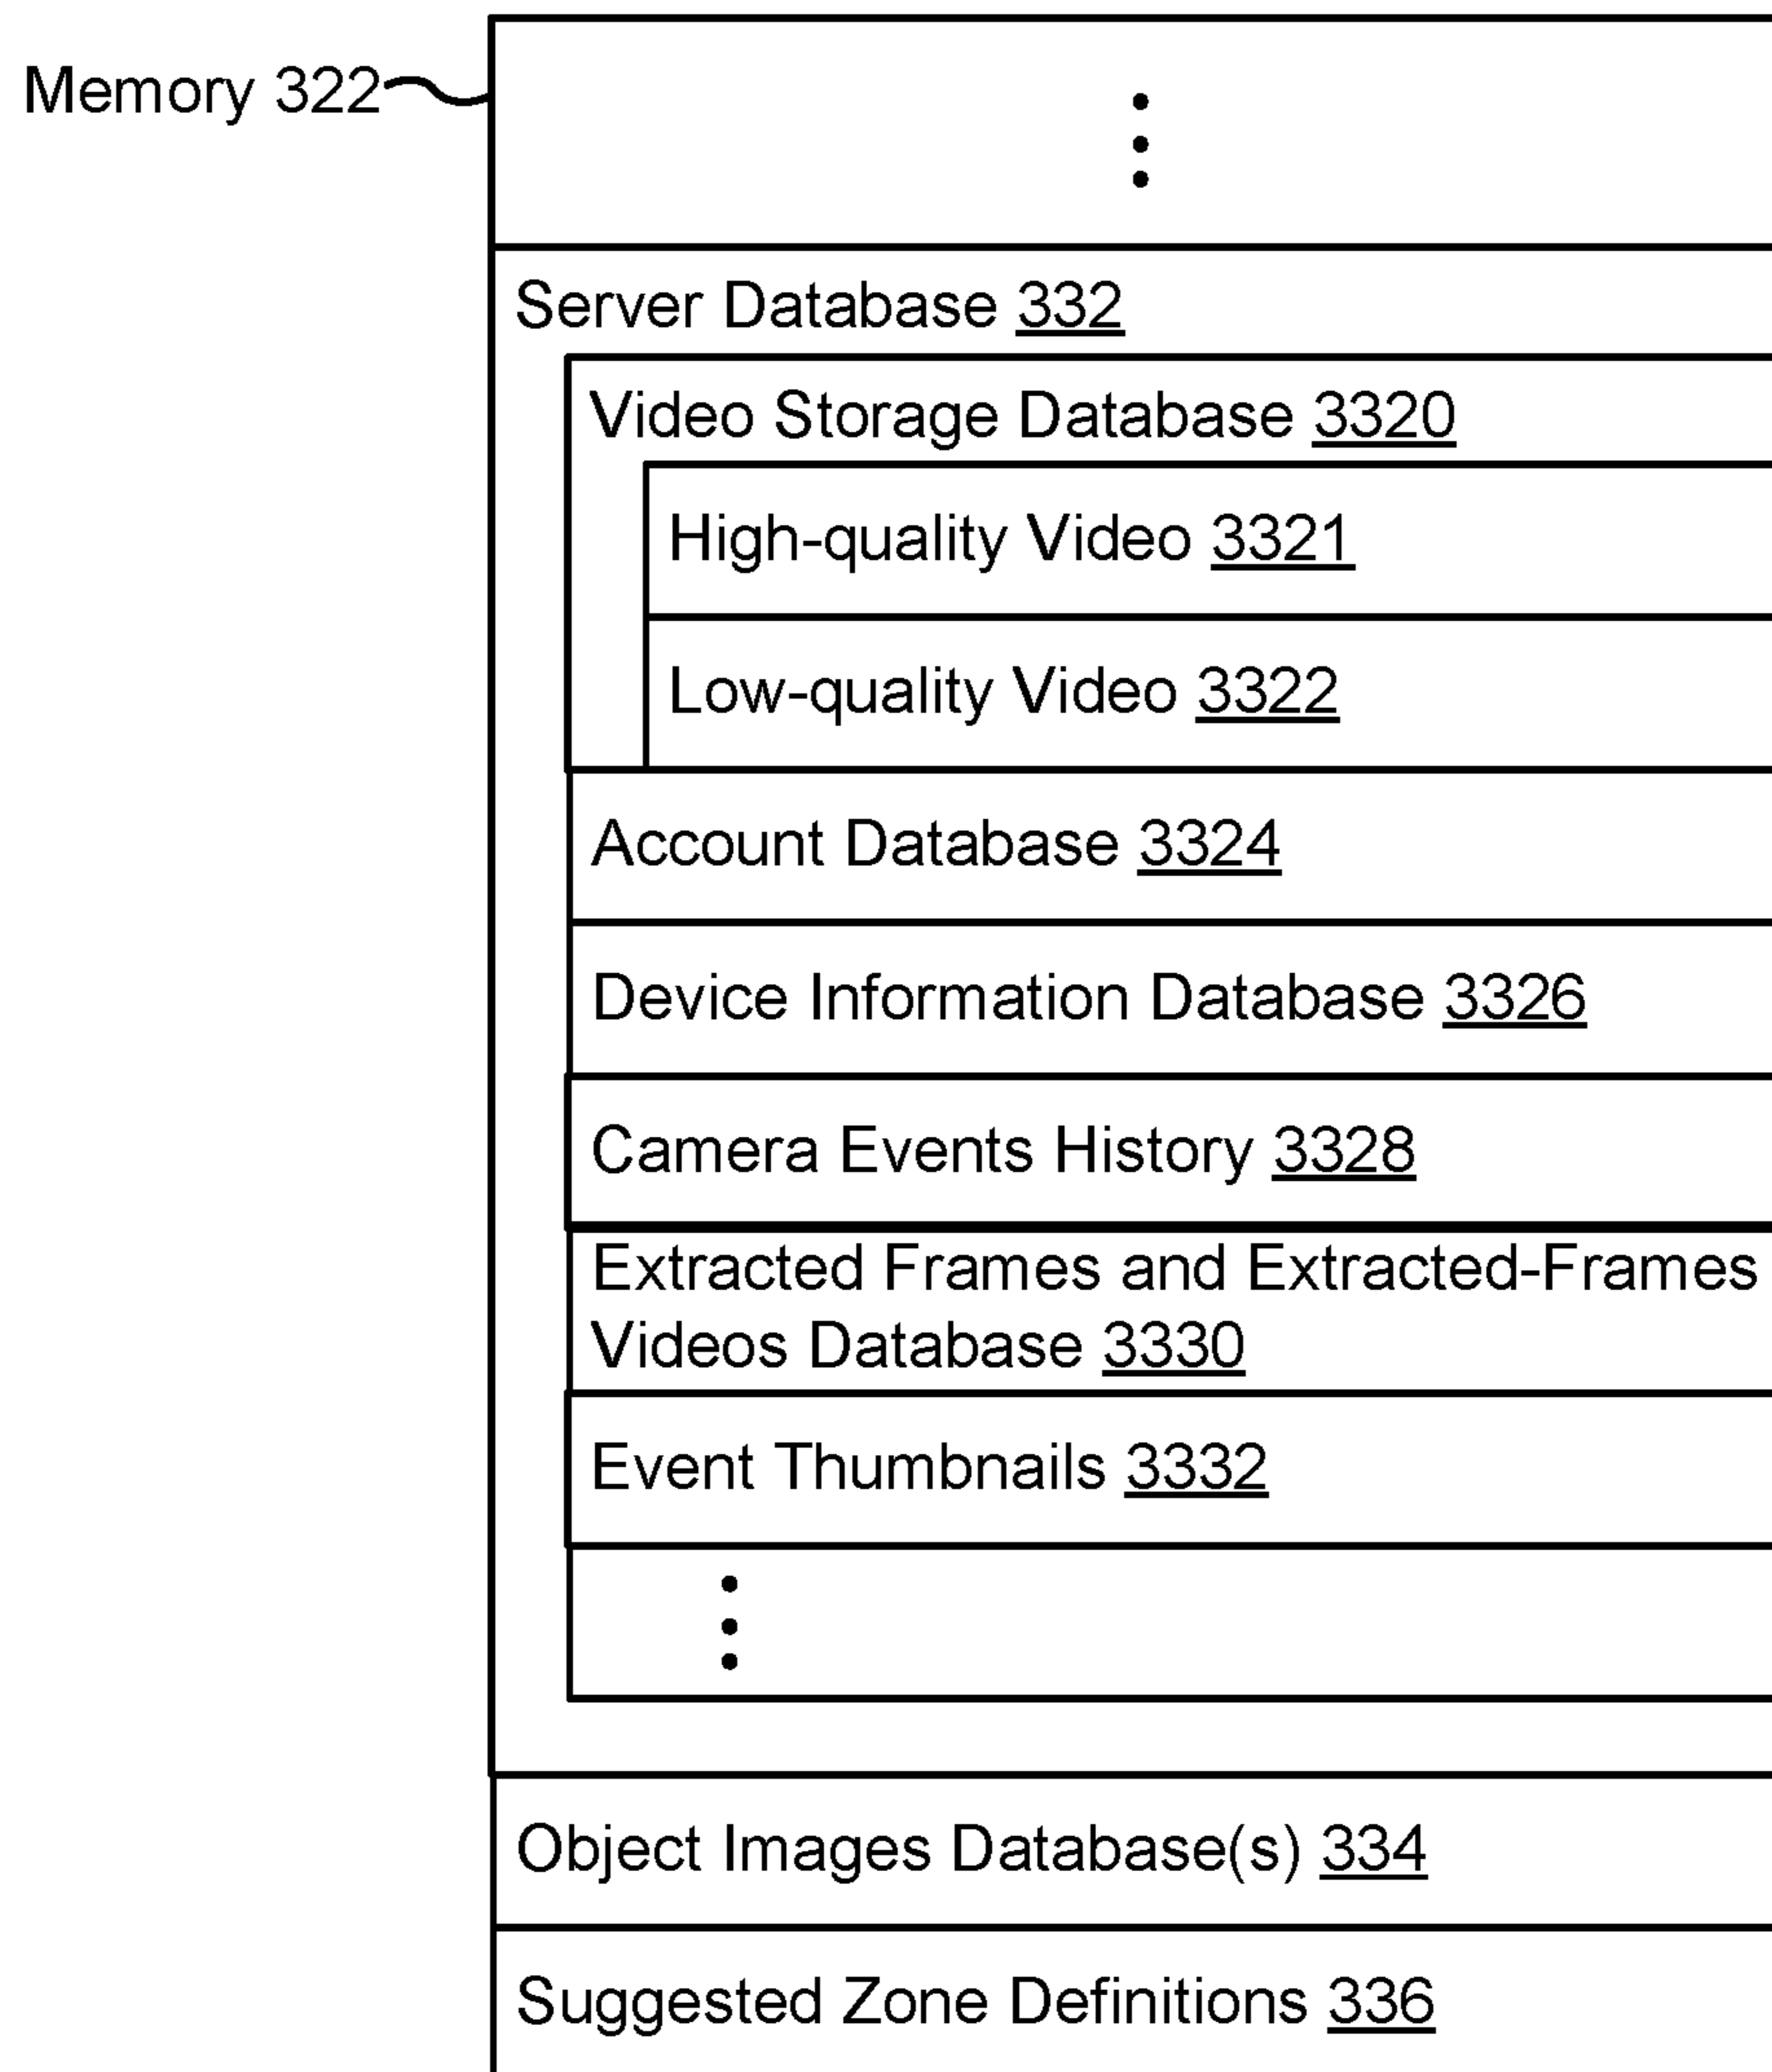 Memory 322
Server Database 332
Video Storage Database 3320
High-quality Video 3321
Low-quality Video 3322
Account Database 3324
Device Information Database 3326
Camera Events History 3328
Extracted Frames and Extracted-Frames
Videos Database 3330
Event Thumbnails 3332
Object Images Database(s) 334
Suggested Zone Definitions 336